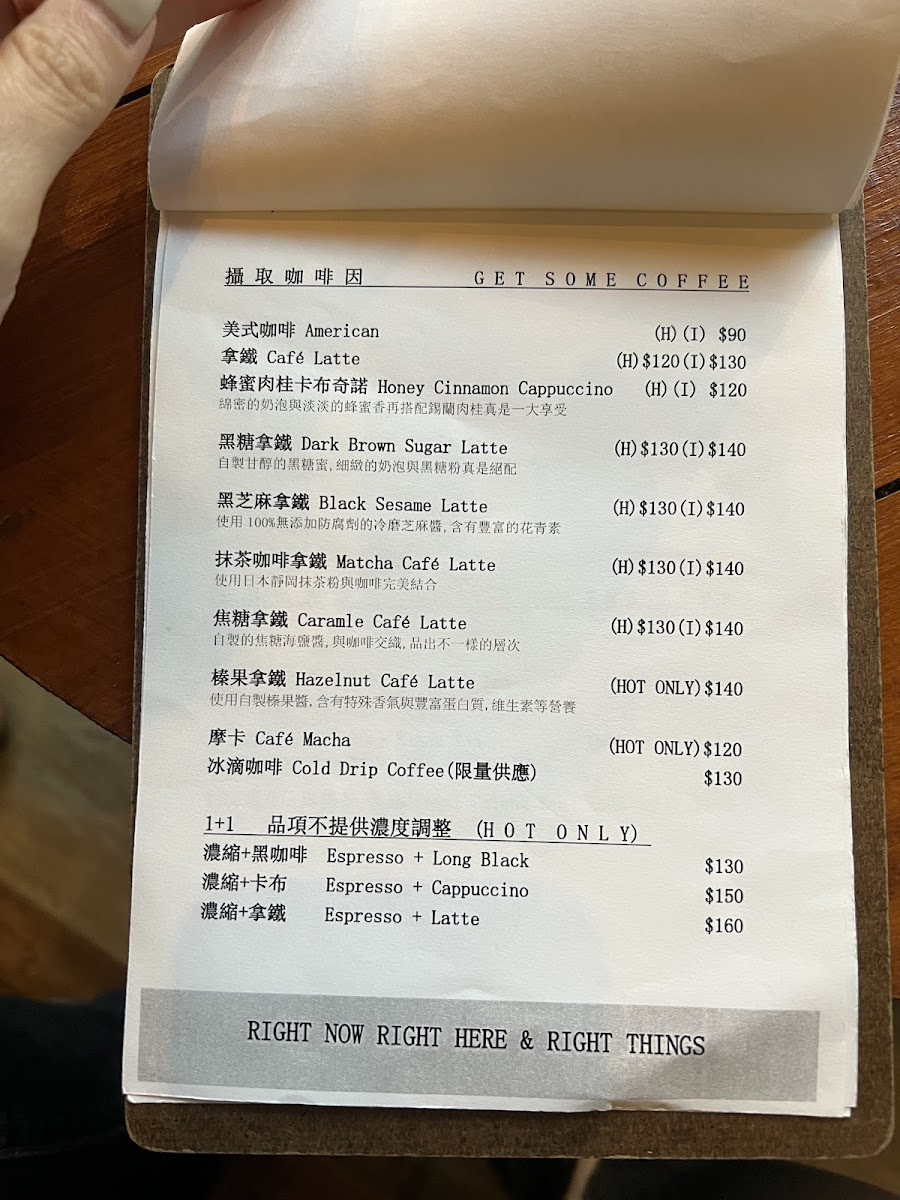 攝取咖啡因 GET SOME COFFEE
美式咖啡 American (H)(I) $90
拿鐵 Café Latte (H)$120(I)$130
蜂蜜肉桂卡布奇諾 Honey Cinnamon Cappuccino (H)(I) $120
綿密的奶泡與淡淡的蜂蜜香再搭配錫蘭肉桂真是一大享受
黑糖拿鐵 Dark Brown Sugar Latte (H)$130(I)$140
自製甘醇的黑糖蜜,細緻的奶泡與黑糖粉真是絕配
黑芝麻拿鐵 Black Sesame Latte (H)$130(I)$140
使用 100%無添加防腐劑的冷磨芝麻醬,含有豐富的花青素
抹茶咖啡拿鐵 Matcha Café Latte (H)$130(I)$140
使用日本靜岡抹茶粉與咖啡完美結合
焦糖拿鐵 Caramle Café Latte (H)$130(I)$140
自製的焦糖海鹽醬,與咖啡交織,品出不一樣的層次
榛果拿鐵 Hazelnut Café Latte (HOT ONLY)$140
使用自製榛果醬,含有特殊香氣與豐富蛋白質,維生素等營養
摩卡 Café Macha (HOT ONLY)$120
冰滴咖啡 Cold Drip Coffee(限量供應) $130
1+1 品項不提供濃度調整 (HOT ONLY)
濃縮+黑咖啡 Espresso + Long Black $130
濃縮+卡布 Espresso + Cappuccino $150
濃縮+拿鐵 Espresso + Latte $160
RIGHT NOW RIGHT HERE & RIGHT THINGS